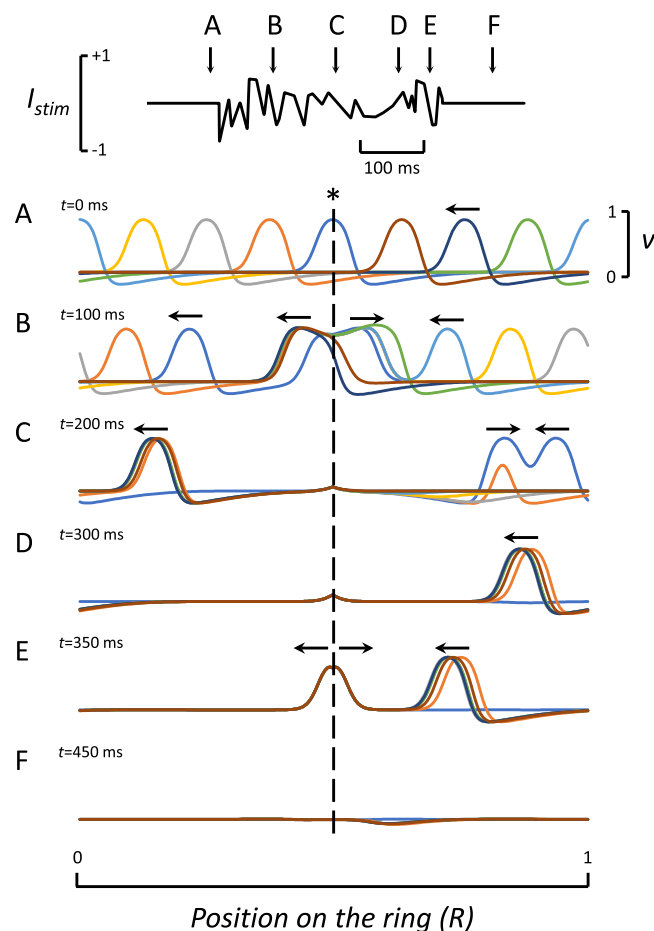 A B C D E F
+1
I_stim
-1
100 ms
*
A t=0 ms
1
v
0
B t=100 ms
C t=200 ms
D t=300 ms
E t=350 ms
F t=450 ms
0 1
Position on the ring (R)